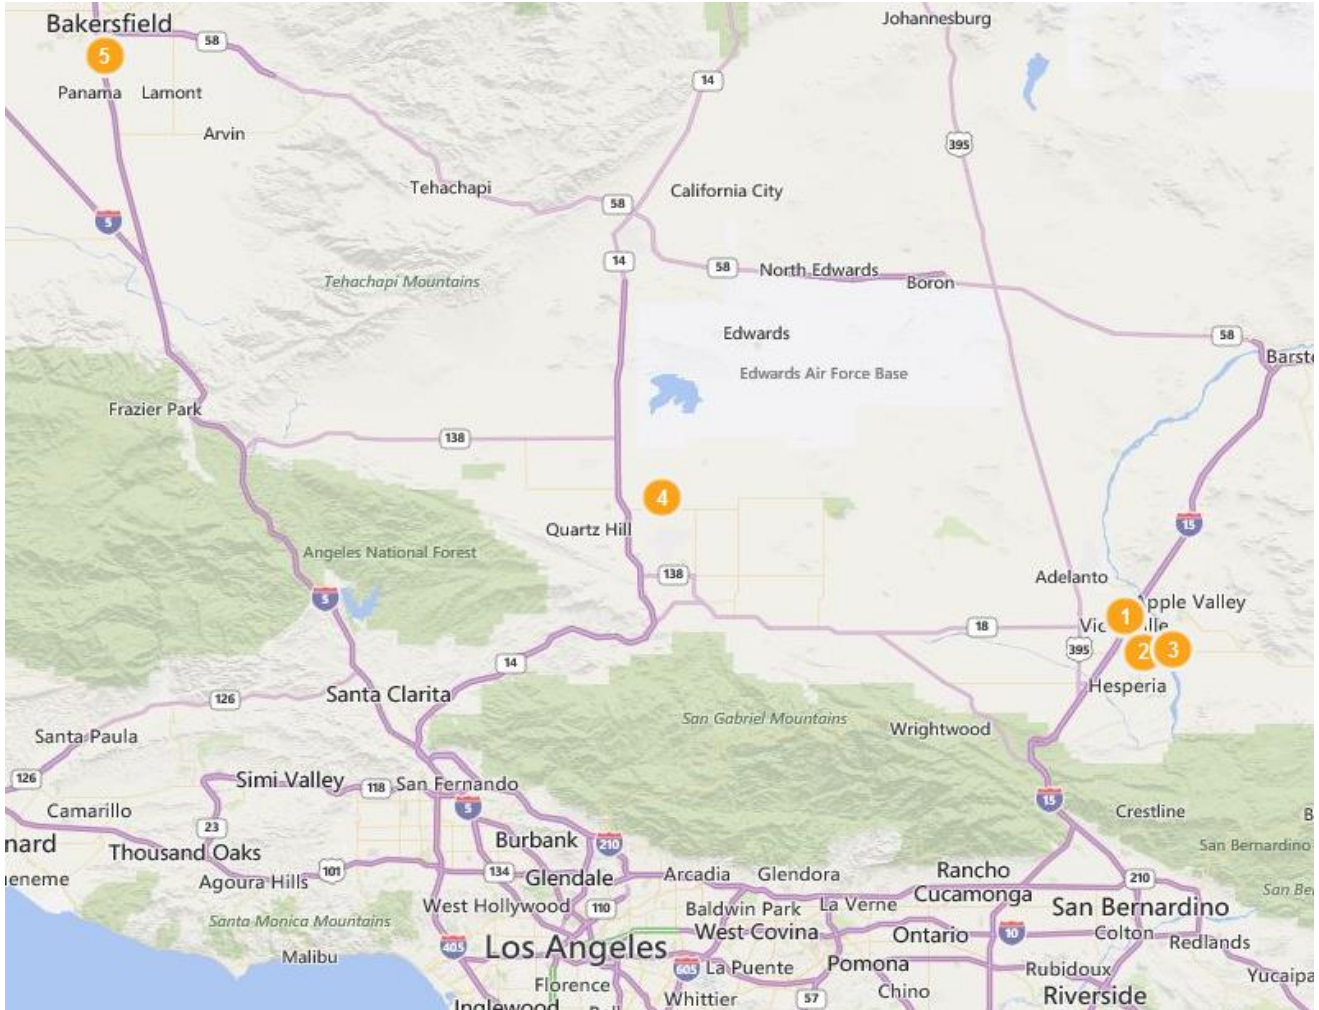 Bakersfield
Johannesburg
58
5
14
Panama
Lamont
Arvin
395
Tehachapi
California City
58
5
14
58
North Edwards
Boron
Tehachapi Mountains
Edwards
58
Barst
Edwards Air Force Base
Frazier Park
138
4
Quartz Hill
15
Angeles National Forest
138
Adelanto
5
Apple Valley
1
18
Vic lle
395
2
3
14
Hesperia
Santa Clarita
126
San Gabriel Mountains
Wrightwood
Santa Paula
126
Simi Valley
118
San Fernando
5
15
Camarillo
Crestline
B
23
nard
Thousand Oaks
Burbank
210
San Bernardino
101
134
Glendale
Arcadia
Glendora
Rancho
Cucamonga
210
eneme
Agoura Hills
San Be
West Hollywood
110
Baldwin Park
La Verne
San Bernardino
Santa Monica Mountains
West Covina
Ontario
10
Colton
Redlands
Malibu
405
Los Angeles
605
La Puente
Pomona
Rubidoux
Yucaipa
Florence
Whittier
57
Chino
Riverside
Inglewood